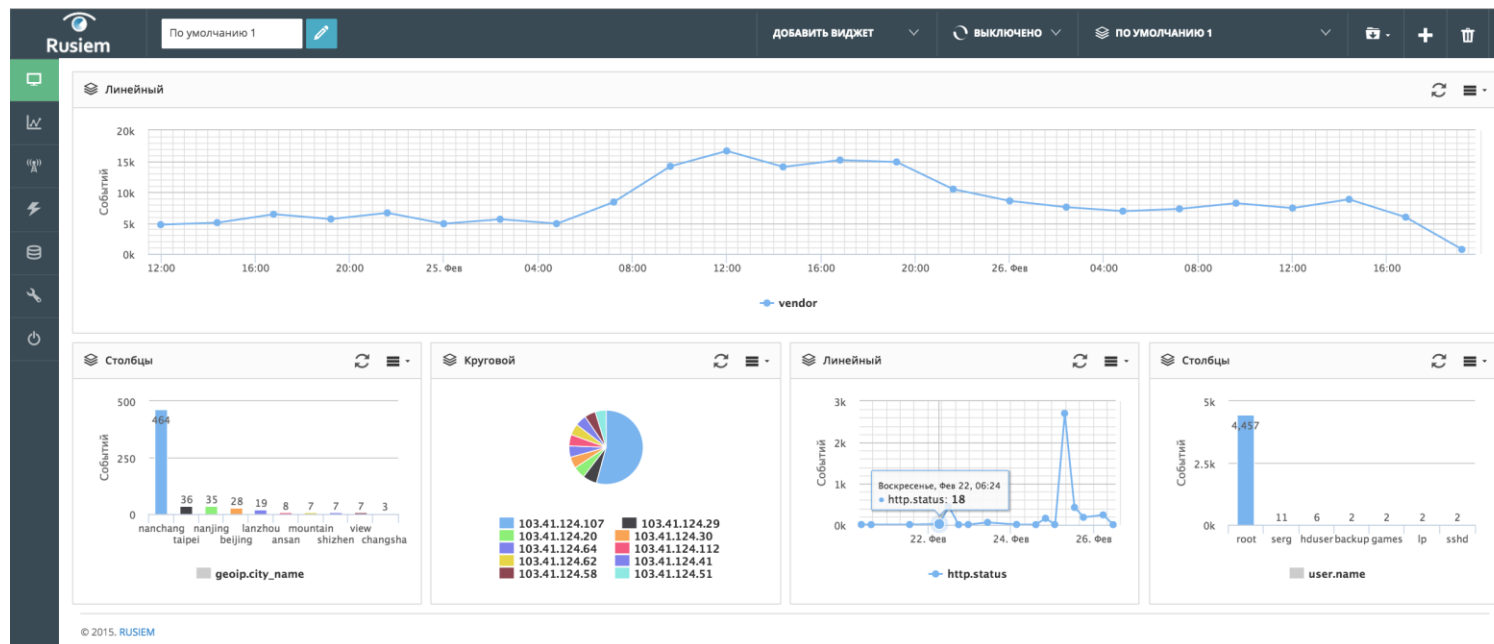 Rusiem
По умолчанию 1
ДОБАВИТЬ ВИДЖЕТ
ВЫКЛЮЧЕНО
ПО УМОЛЧАНИЮ 1
Линейный
20k
15k
10k
5k
0k
Событий
12:00 16:00 20:00 25. Фев 04:00 08:00 12:00 16:00 20:00 26. Фев 04:00 08:00 12:00 16:00
vendor
Столбцы
500
250
0
Событий
464 36 35 28 19 8 7 7 7 3
nanchang nanjing lanzhou mountain view
taipei beijing ansan shizhen changsha
geoip.city_name
Круговой
103.41.124.107 103.41.124.29
103.41.124.20 103.41.124.30
103.41.124.64 103.41.124.112
103.41.124.62 103.41.124.41
103.41.124.58 103.41.124.51
Линейный
3k
2k
1k
0k
Событий
Воскресенье, Фев 22, 06:24
http.status: 18
22. Фев 24. Фев 26. Фев
http.status
Столбцы
5k
2.5k
0k
Событий
4,457 11 6 2 2 2 2
root serg hduser backup games lp sshd
user.name
© 2015. RUSIEM